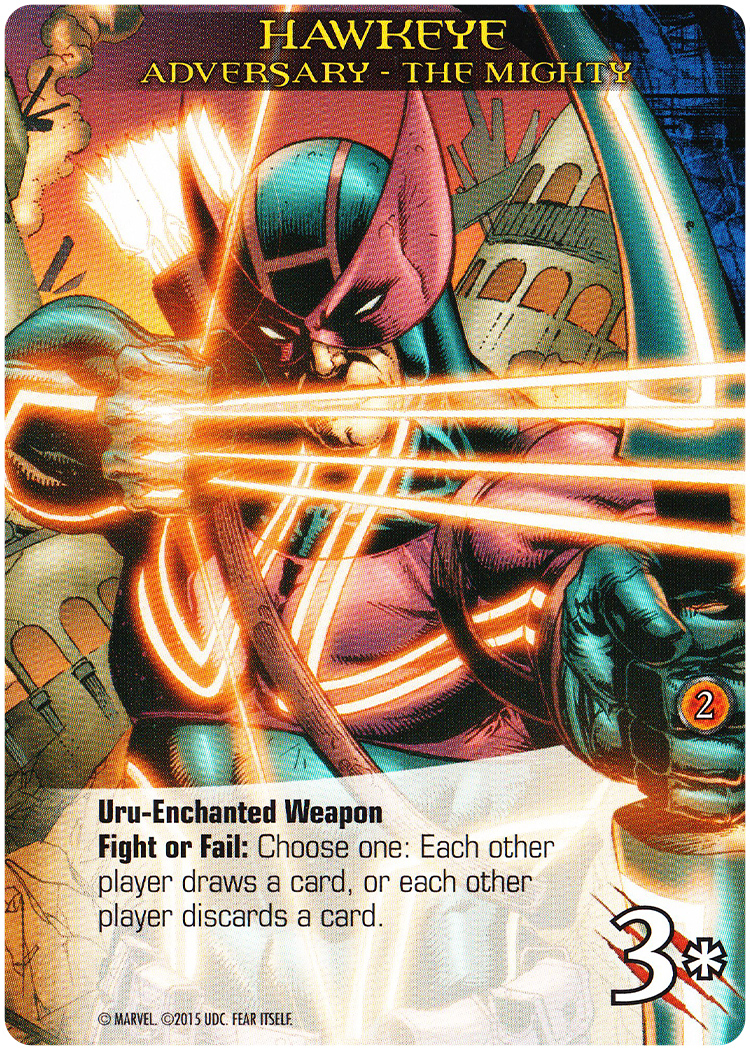 HAWKEYE
ADVERSARY - THE MIGHTY
2
Uru-Enchanted Weapon
Fight or Fail: Choose one: Each other
player draws a card, or each other
player discards a card.
3*
© MARVEL. ©2015 UDC. FEAR ITSELF.